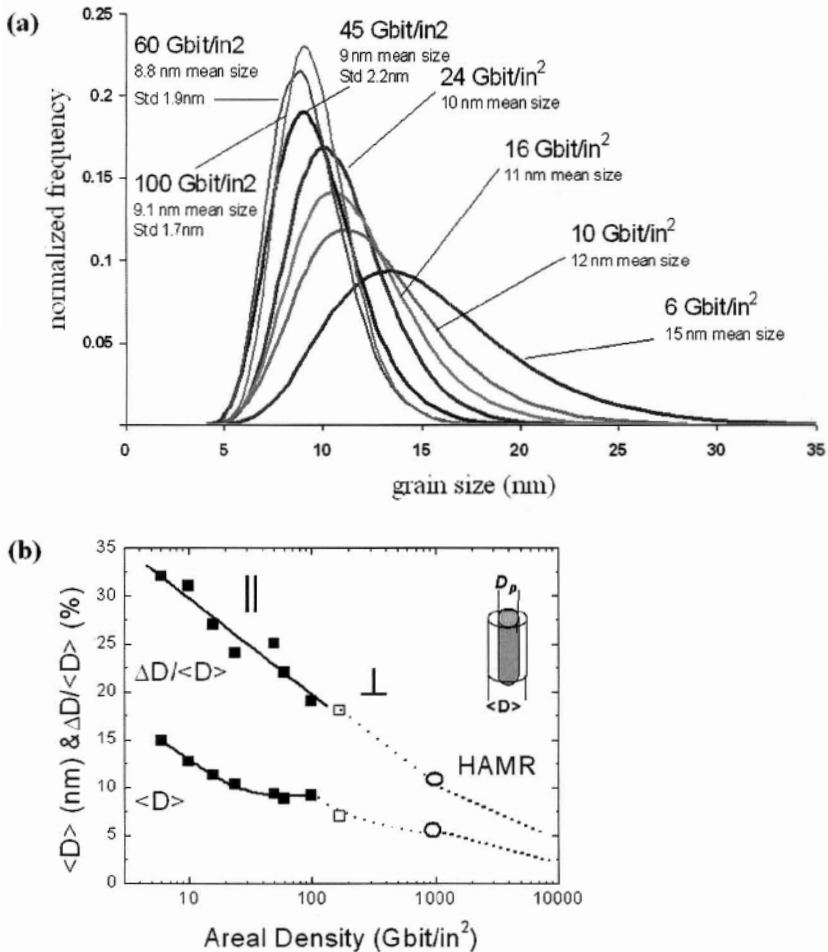 (a)
0.25
0.2
0.15
0.1
0.05
normalized frequency
60 Gbit/in2
8.8 nm mean size
Std 1.9nm
45 Gbit/in2
9 nm mean size
Std 2.2nm
24 Gbit/in²
10 nm mean size
100 Gbit/in2
9.1 nm mean size
Std 1.7nm
16 Gbit/in²
11 nm mean size
10 Gbit/in²
12 nm mean size
6 Gbit/in²
15 nm mean size
0 5 10 15 20 25 30 35
grain size (nm)
(b)
35
30
25
20
15
10
5
0
<D> (nm) & ΔD/<D> (%)
||
⊥
ΔD/<D>
<D>
HAMR
Dₚ
<D>
10 100 1000 10000
Areal Density (Gbit/in²)